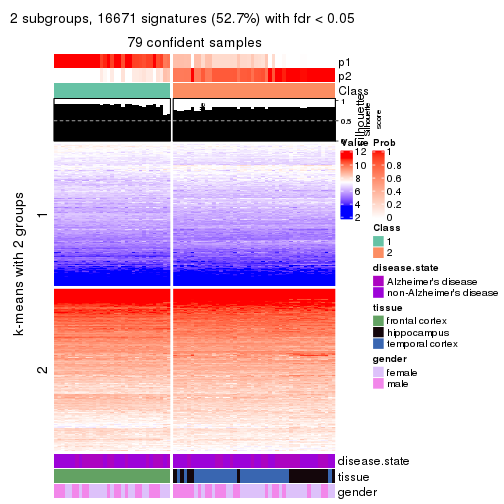 2 subgroups, 16671 signatures (52.7%) with fdr < 0.05
79 confident samples
p1
p2
Class
1
0.5
0
Silhouette
score
Silhouette
score
k-means with 2 groups
1
2
Value
12
10
8
6
4
2
Prob
1
0.8
0.6
0.4
0.2
0
Class
1
2
disease.state
Alzheimer's disease
non-Alzheimer's disease
tissue
frontal cortex
hippocampus
temporal cortex
gender
female
male
disease.state
tissue
gender